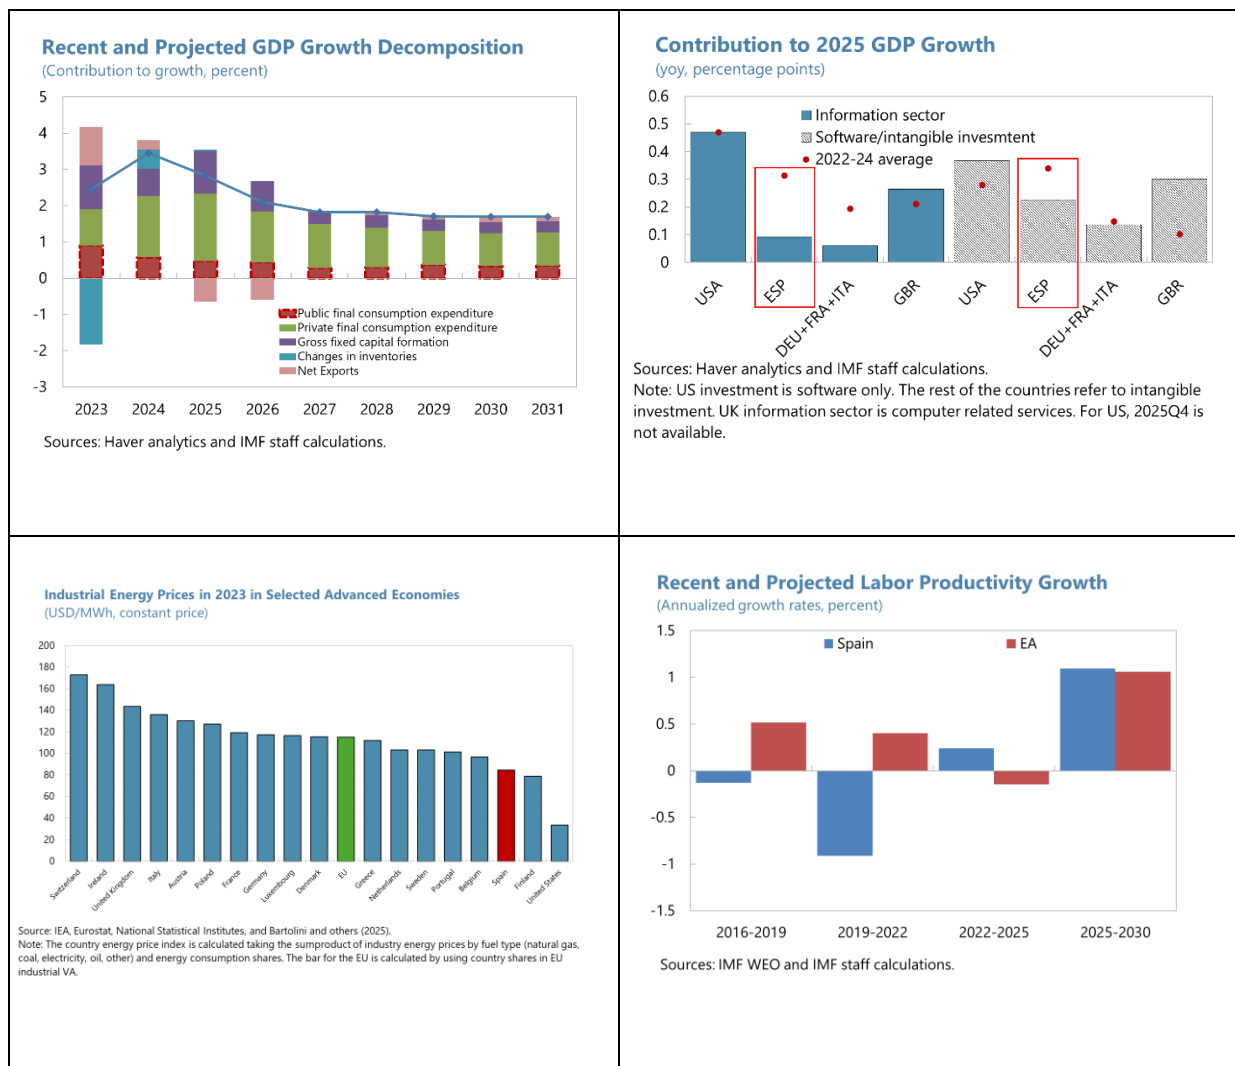 Recent and Projected GDP Growth Decomposition
(Contribution to growth, percent)
5
4
3
2
1
0
-1
-2
-3
Public final consumption expenditure
Private final consumption expenditure
Gross fixed capital formation
Changes in inventories
Net Exports
2023 2024 2025 2026 2027 2028 2029 2030 2031
Sources: Haver analytics and IMF staff calculations.
Contribution to 2025 GDP Growth
(yoy, percentage points)
0.6
0.5
0.4
0.3
0.2
0.1
0
Information sector
Software/intangible invesmtent
2022-24 average
USA ESP DEU+FRA+ITA GBR USA ESP DEU+FRA+ITA GBR
Sources: Haver analytics and IMF staff calculations.
Note: US investment is software only. The rest of the countries refer to intangible
investment. UK information sector is computer related services. For US, 2025Q4 is
not available.
Industrial Energy Prices in 2023 in Selected Advanced Economies
(USD/MWh, constant price)
200
180
160
140
120
100
80
60
40
20
0
Switzerland Ireland United Kingdom Italy Austria Poland France Germany Luxembourg Denmark EU Greece Netherlands Sweden Portugal Belgium Spain Finland United States
Source: IEA, Eurostat, National Statistical Institutes, and Bartolini and others (2025).
Note: The country energy price index is calculated taking the sumproduct of industry energy prices by fuel type (natural gas,
coal, electricity, oil, other) and energy consumption shares. The bar for the EU is calculated by using country shares in EU
industrial VA.
Recent and Projected Labor Productivity Growth
(Annualized growth rates, percent)
1.5
1
0.5
0
-0.5
-1
-1.5
Spain EA
2016-2019 2019-2022 2022-2025 2025-2030
Sources: IMF WEO and IMF staff calculations.